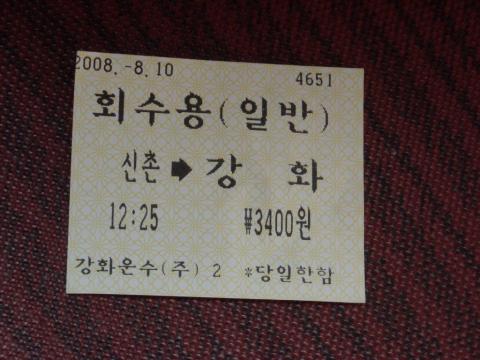 2008. -8.10 4651
회수용(일반)
신촌 ➡ 강 화
12:25 ₩3400원
강화운수(주) 2 *당일한함